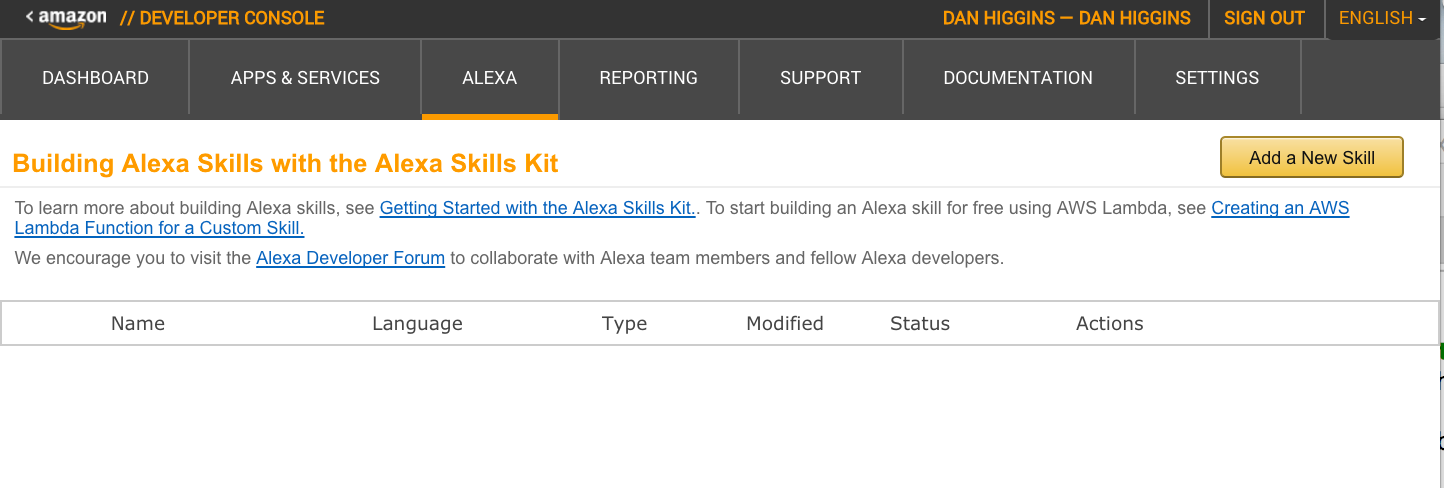 < amazon // DEVELOPER CONSOLE DAN HIGGINS — DAN HIGGINS SIGN OUT ENGLISH
DASHBOARD APPS & SERVICES ALEXA REPORTING SUPPORT DOCUMENTATION SETTINGS
Building Alexa Skills with the Alexa Skills Kit Add a New Skill
To learn more about building Alexa skills, see Getting Started with the Alexa Skills Kit.. To start building an Alexa skill for free using AWS Lambda, see Creating an AWS
Lambda Function for a Custom Skill.
We encourage you to visit the Alexa Developer Forum to collaborate with Alexa team members and fellow Alexa developers.
Name Language Type Modified Status Actions